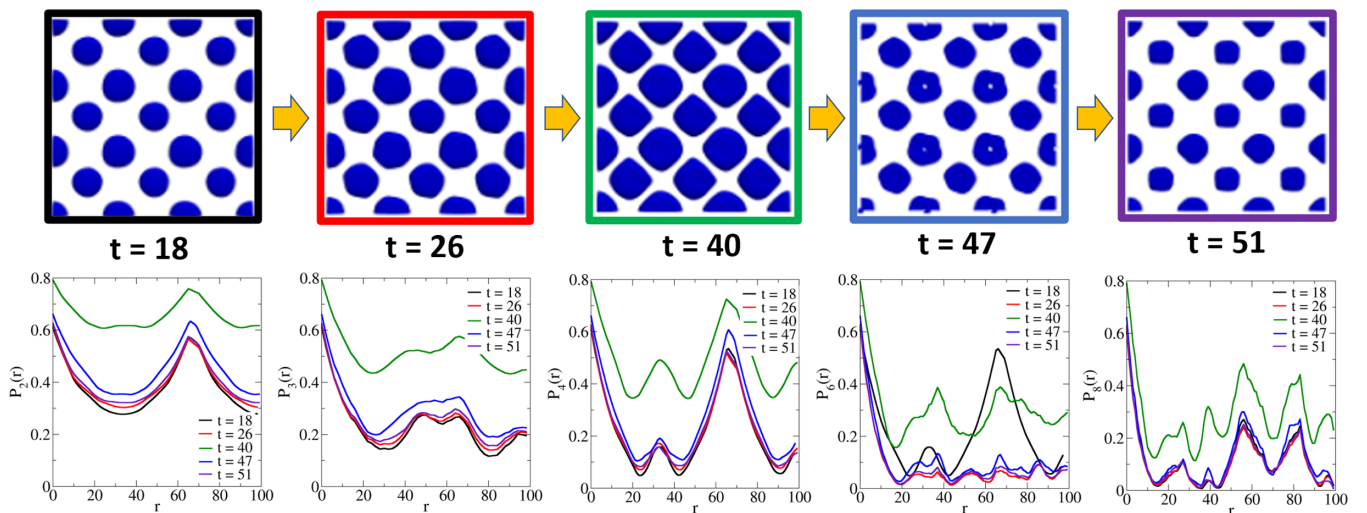 t = 18
t = 26
t = 40
t = 47
t = 51
0.8
0.6
0.4
0.2
0
P2(r)
0 20 40 60 80 100
r
t = 18
t = 26
t = 40
t = 47
t = 51
0.8
0.6
0.4
0.2
0
P3(r)
0 20 40 60 80 100
r
t = 18
t = 26
t = 40
t = 47
t = 51
0.8
0.6
0.4
0.2
0
P4(r)
0 20 40 60 80 100
r
t = 18
t = 26
t = 40
t = 47
t = 51
0.8
0.6
0.4
0.2
0
P6(r)
0 20 40 60 80 100
r
t = 18
t = 26
t = 40
t = 47
t = 51
0.8
0.6
0.4
0.2
0
P8(r)
0 20 40 60 80 100
r
t = 18
t = 26
t = 40
t = 47
t = 51